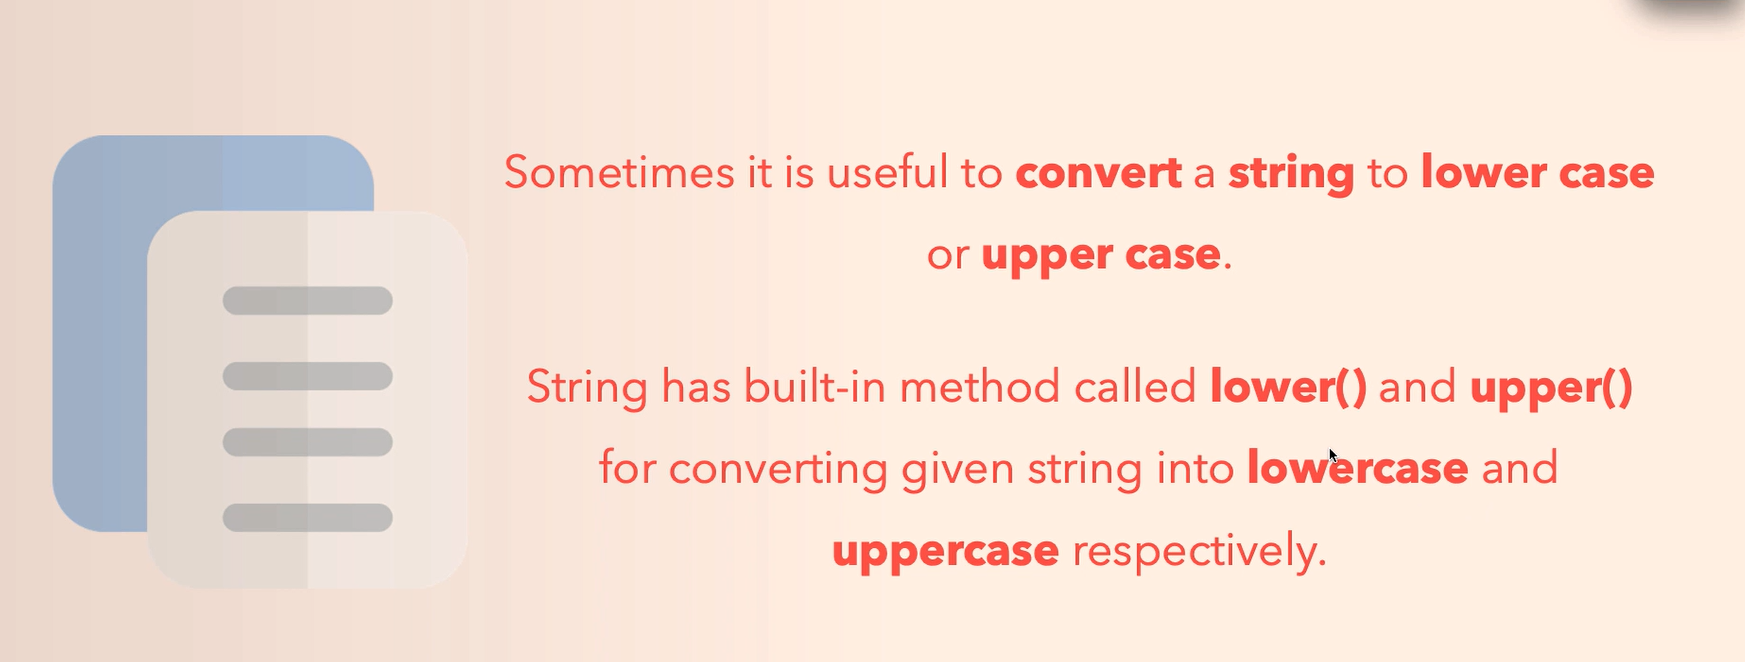 Sometimes it is useful to convert a string to lower case
or upper case.
String has built-in method called lower() and upper()
for converting given string into lowercase and
uppercase respectively.